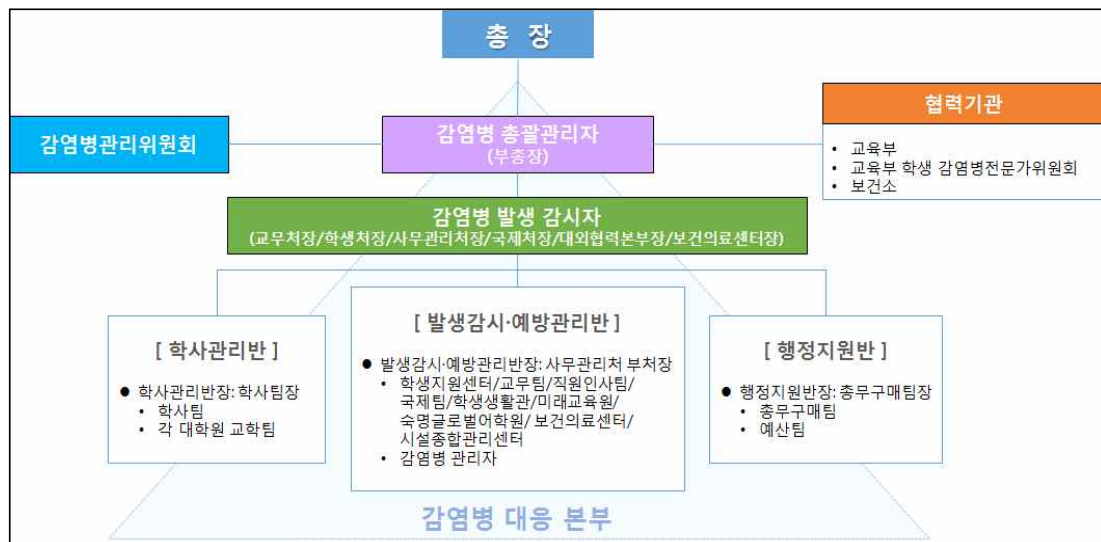 총 장
감염병관리위원회
감염병 총괄관리자
(부총장)
협력기관
• 교육부
• 교육부 학생 감염병전문가위원회
• 보건소
감염병 발생 감시자
(교무처장/학생처장/사무관리처장/국제처장/대외협력본부장/보건의료센터장)
[ 학사관리반 ]
● 학사관리반장: 학사팀장
• 학사팀
• 각 대학원 교학팀
[ 발생감시·예방관리반 ]
● 발생감시·예방관리반장: 사무관리처 부처장
• 학생지원센터/교무팀/직원인사팀/
국제팀/학생생활관/미래교육원/
숙명글로벌어학원/ 보건의료센터/
시설종합관리센터
• 감염병 관리자
[ 행정지원반 ]
● 행정지원반장: 총무구매팀장
• 총무구매팀
• 예산팀
감염병 대응 본부